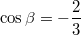 cos β = −2/3